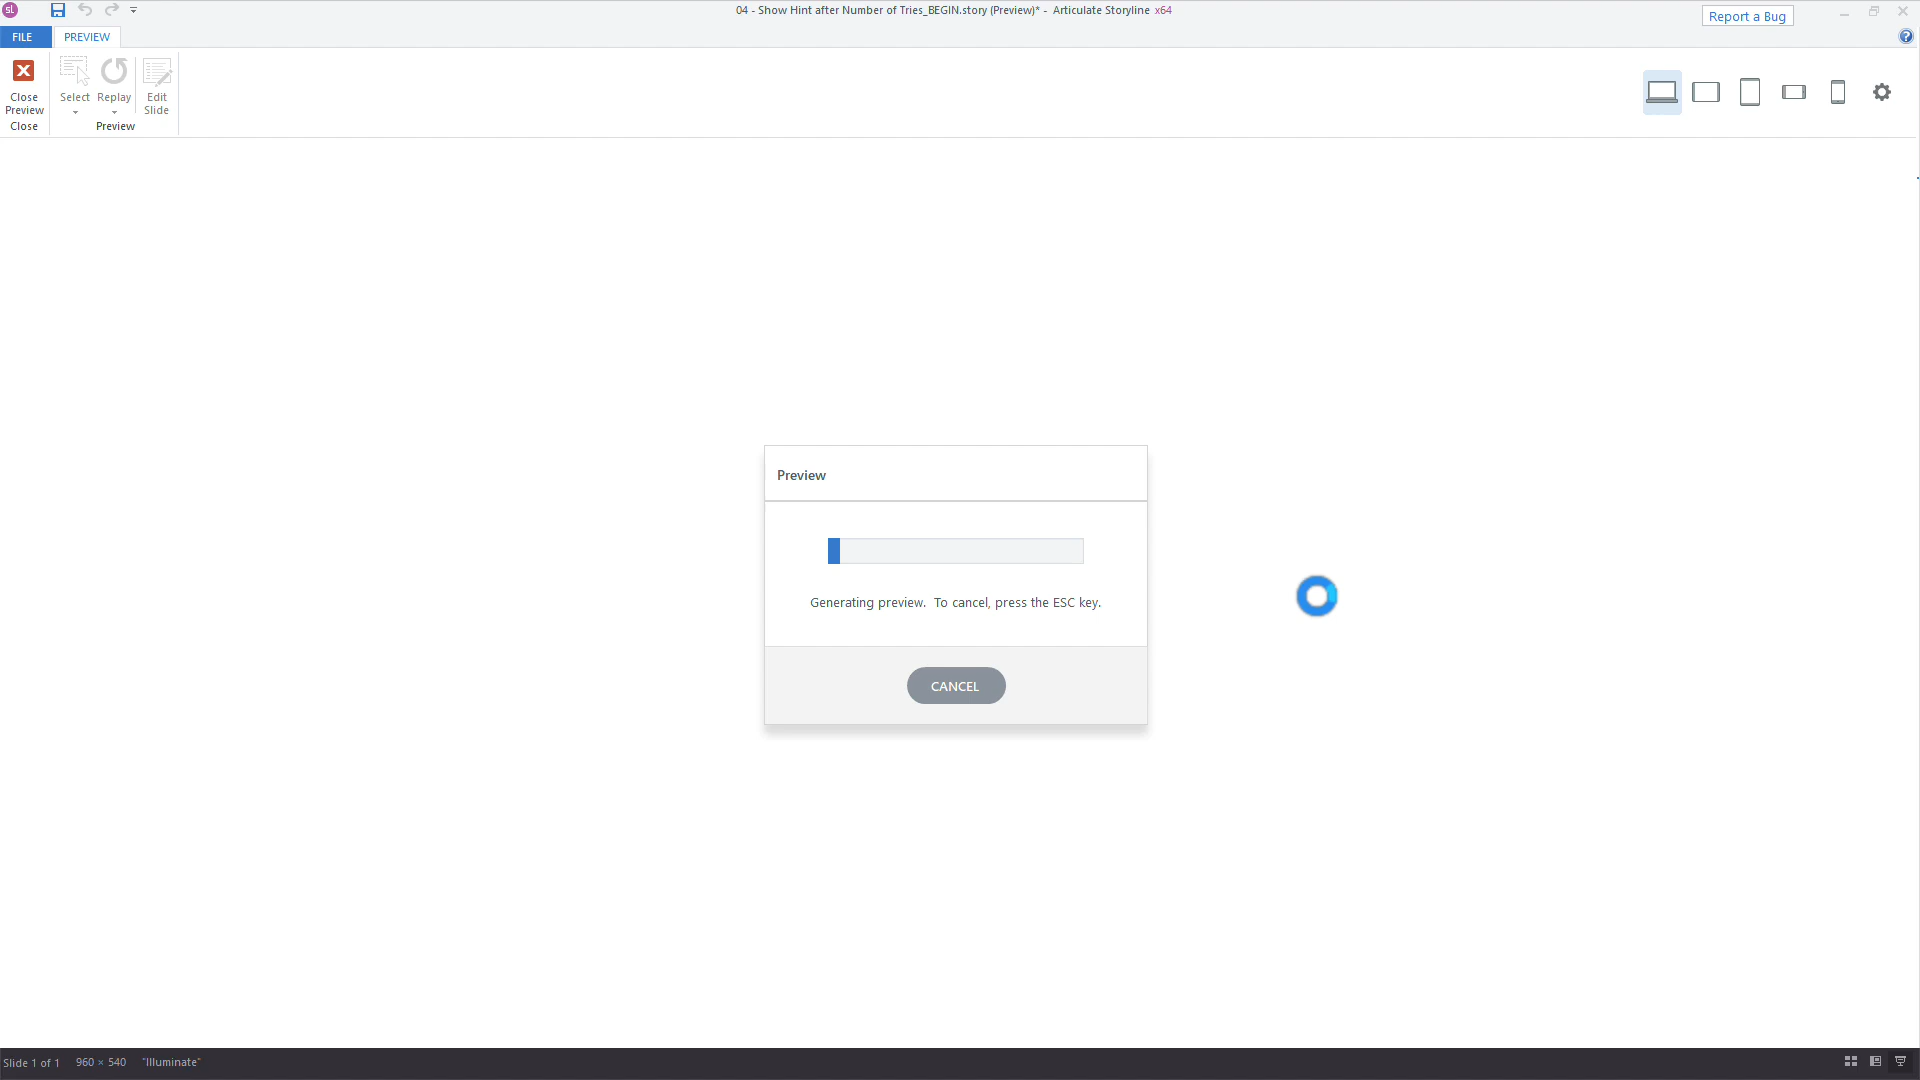 sl
04 - Show Hint after Number of Tries_BEGIN.story (Preview)* - Articulate Storyline x64
Report a Bug
FILE
PREVIEW
Close Preview
Select
Replay
Edit Slide
Close
Preview
Preview
Generating preview. To cancel, press the ESC key.
CANCEL
Slide 1 of 1
960 × 540
"Illuminate"